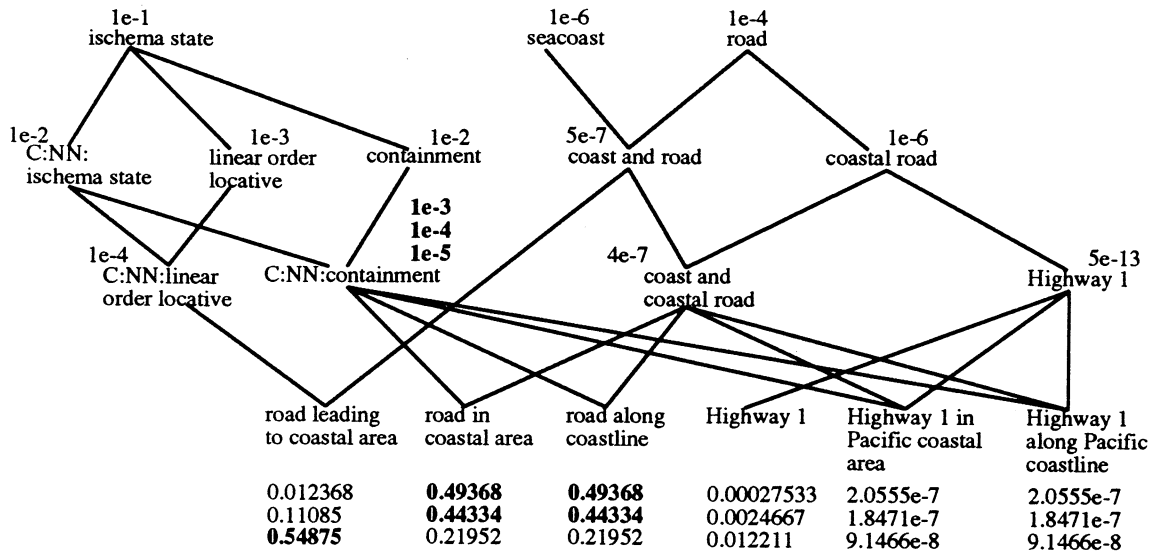 1e-1
ischema state
1e-6
seacoast
1e-4
road
1e-2
C:NN:
ischema state
1e-3
linear order
locative
1e-2
containment
5e-7
coast and road
1e-6
coastal road
1e-3
1e-4
1e-5
1e-4
C:NN:linear
order locative
C:NN:containment
4e-7
coast and
coastal road
5e-13
Highway 1
road leading
to coastal area
road in
coastal area
road along
coastline
Highway 1
Highway 1 in
Pacific coastal
area
Highway 1
along Pacific
coastline
0.012368 0.49368 0.49368 0.00027533 2.0555e-7 2.0555e-7
0.11085 0.44334 0.44334 0.0024667 1.8471e-7 1.8471e-7
0.54875 0.21952 0.21952 0.012211 9.1466e-8 9.1466e-8